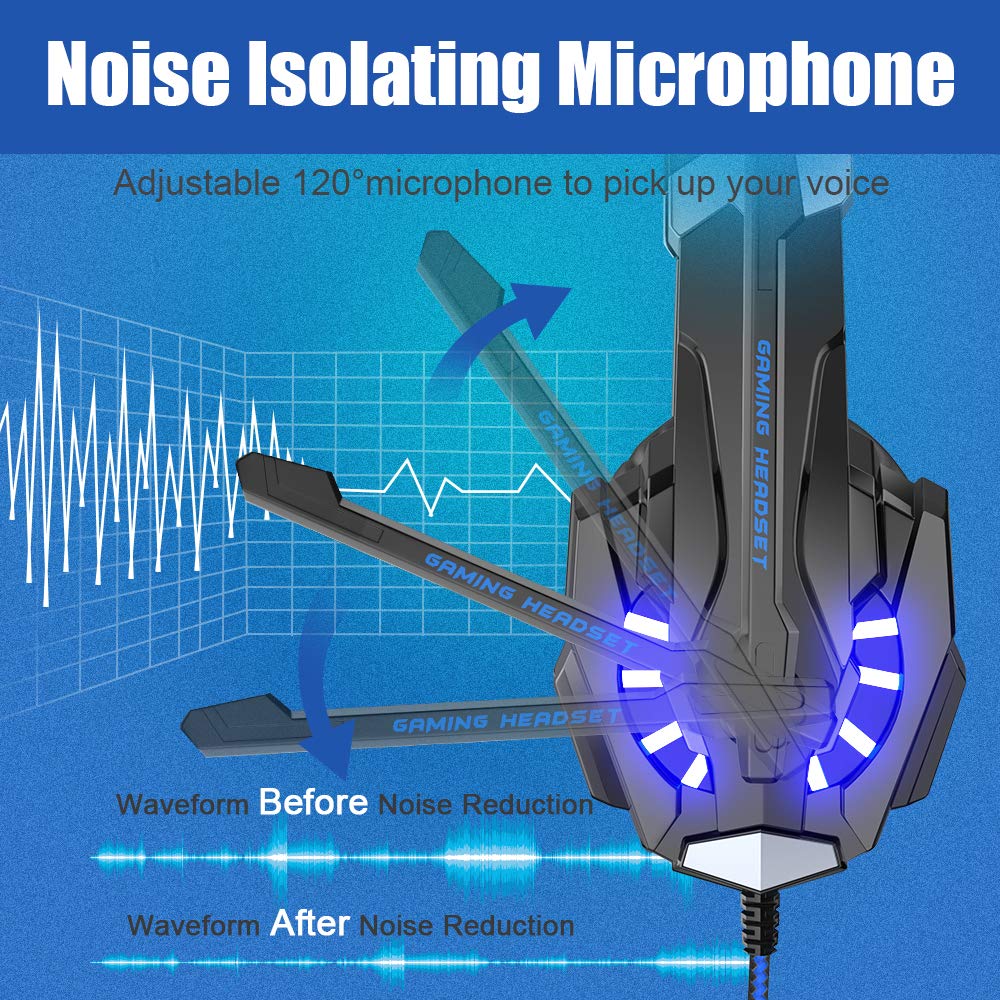 Noise Isolating Microphone
Adjustable 120°microphone to pick up your voice
GAMING HEADSET
GAMING HEADSET
GAMING HEADSET
GAMING HEADSET
Waveform Before Noise Reduction
Waveform After Noise Reduction